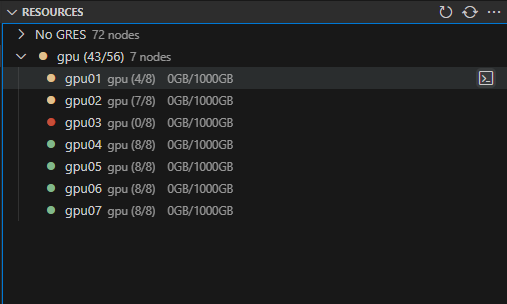 RESOURCES
No GRES 72 nodes
gpu (43/56) 7 nodes
gpu01 gpu (4/8) 0GB/1000GB
gpu02 gpu (7/8) 0GB/1000GB
gpu03 gpu (0/8) 0GB/1000GB
gpu04 gpu (8/8) 0GB/1000GB
gpu05 gpu (8/8) 0GB/1000GB
gpu06 gpu (8/8) 0GB/1000GB
gpu07 gpu (8/8) 0GB/1000GB